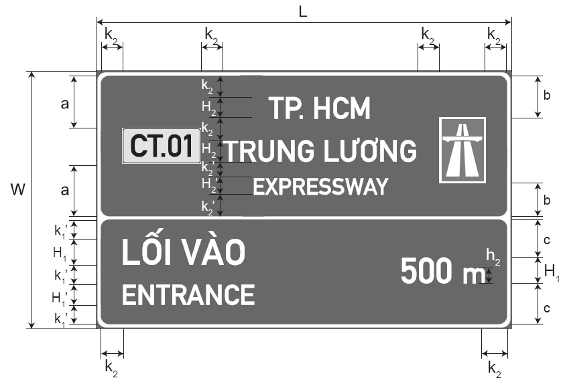 L
k2 k2 k2 k2
W
a
a
k2
H2
k2
H2
k2'
H2'
k2'
b
b
TP. HCM
CT.01
TRUNG LƯƠNG
EXPRESSWAY
k1'
H1
k1'
H1'
k1'
LỐI VÀO
ENTRANCE
500 m
h2
c
H1
c
k2 k2